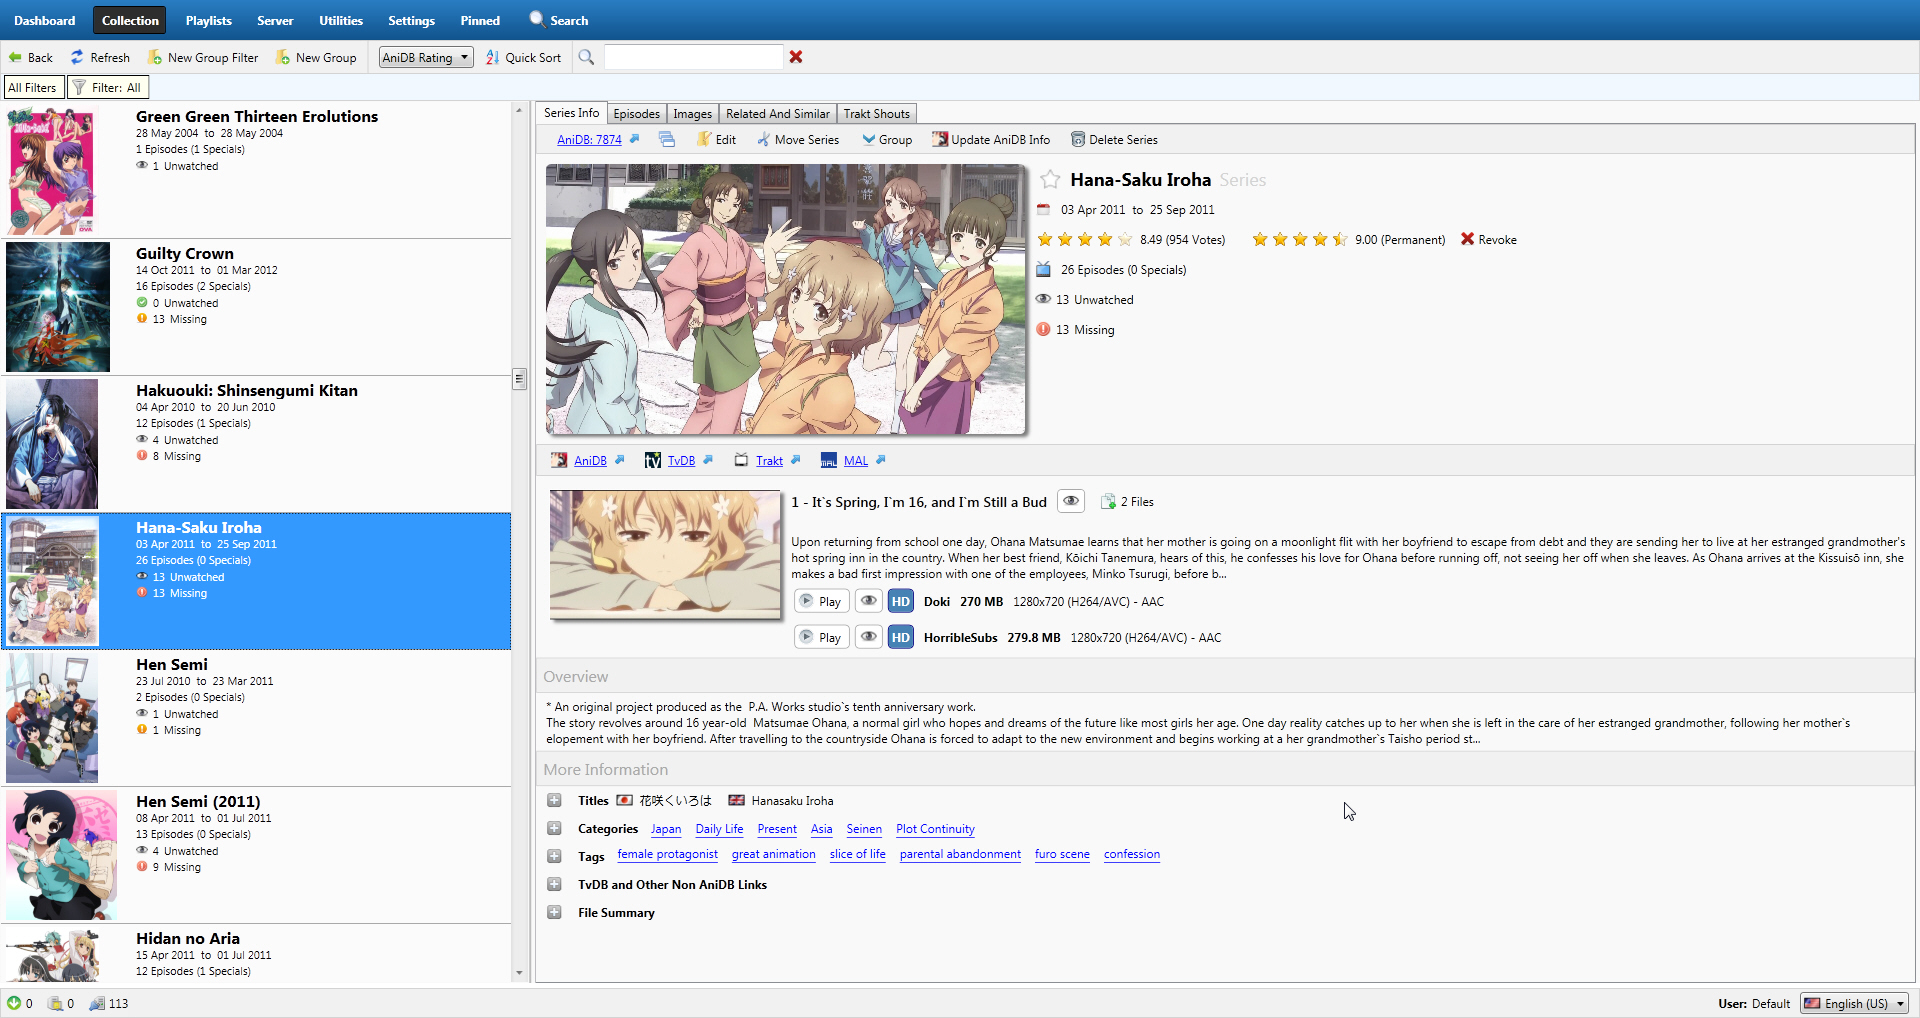 Dashboard Collection Playlists Server Utilities Settings Pinned Search
Back Refresh New Group Filter New Group AniDB Rating Quick Sort
All Filters Filter: All
Green Green Thirteen Erolutions
28 May 2004 to 28 May 2004
1 Episodes (1 Specials)
1 Unwatched
Guilty Crown
14 Oct 2011 to 01 Mar 2012
16 Episodes (2 Specials)
0 Unwatched
13 Missing
Hakuouki: Shinsengumi Kitan
04 Apr 2010 to 20 Jun 2010
12 Episodes (1 Specials)
4 Unwatched
8 Missing
Hana-Saku Iroha
03 Apr 2011 to 25 Sep 2011
26 Episodes (0 Specials)
13 Unwatched
13 Missing
Hen Semi
23 Jul 2010 to 23 Mar 2011
2 Episodes (0 Specials)
1 Unwatched
1 Missing
Hen Semi (2011)
08 Apr 2011 to 01 Jul 2011
13 Episodes (0 Specials)
4 Unwatched
9 Missing
Hidan no Aria
15 Apr 2011 to 01 Jul 2011
12 Episodes (1 Specials)
Series Info Episodes Images Related And Similar Trakt Shouts
AniDB: 7874 Edit Move Series Group Update AniDB Info Delete Series
Hana-Saku Iroha Series
03 Apr 2011 to 25 Sep 2011
8.49 (954 Votes) 9.00 (Permanent) Revoke
26 Episodes (0 Specials)
13 Unwatched
13 Missing
AniDB tv TvDB Trakt MAL MAL
1 - It`s Spring, I`m 16, and I`m Still a Bud 2 Files
Upon returning from school one day, Ohana Matsumae learns that her mother is going on a moonlight flit with her boyfriend to escape from debt and they are sending her to live at her estranged grandmother's
hot spring inn in the country. When her best friend, Kōichi Tanemura, hears of this, he confesses his love for Ohana before running off, not seeing her off when she leaves. As Ohana arrives at the Kissuisō inn, she
makes a bad first impression with one of the employees, Minko Tsurugi, before b...
Play HD Doki 270 MB 1280x720 (H264/AVC) - AAC
Play HD HorribleSubs 279.8 MB 1280x720 (H264/AVC) - AAC
Overview
* An original project produced as the P.A. Works studio`s tenth anniversary work.
The story revolves around 16 year-old Matsumae Ohana, a normal girl who hopes and dreams of the future like most girls her age. One day reality catches up to her when she is left in the care of her estranged grandmother, following her mother`s
elopement with her boyfriend. After travelling to the countryside Ohana is forced to adapt to the new environment and begins working at a her grandmother`s Taisho period st...
More Information
Titles 花咲くいろは Hanasaku Iroha
Categories Japan Daily Life Present Asia Seinen Plot Continuity
Tags female protagonist great animation slice of life parental abandonment furo scene confession
TvDB and Other Non AniDB Links
File Summary
0 0 113 User: Default English (US)